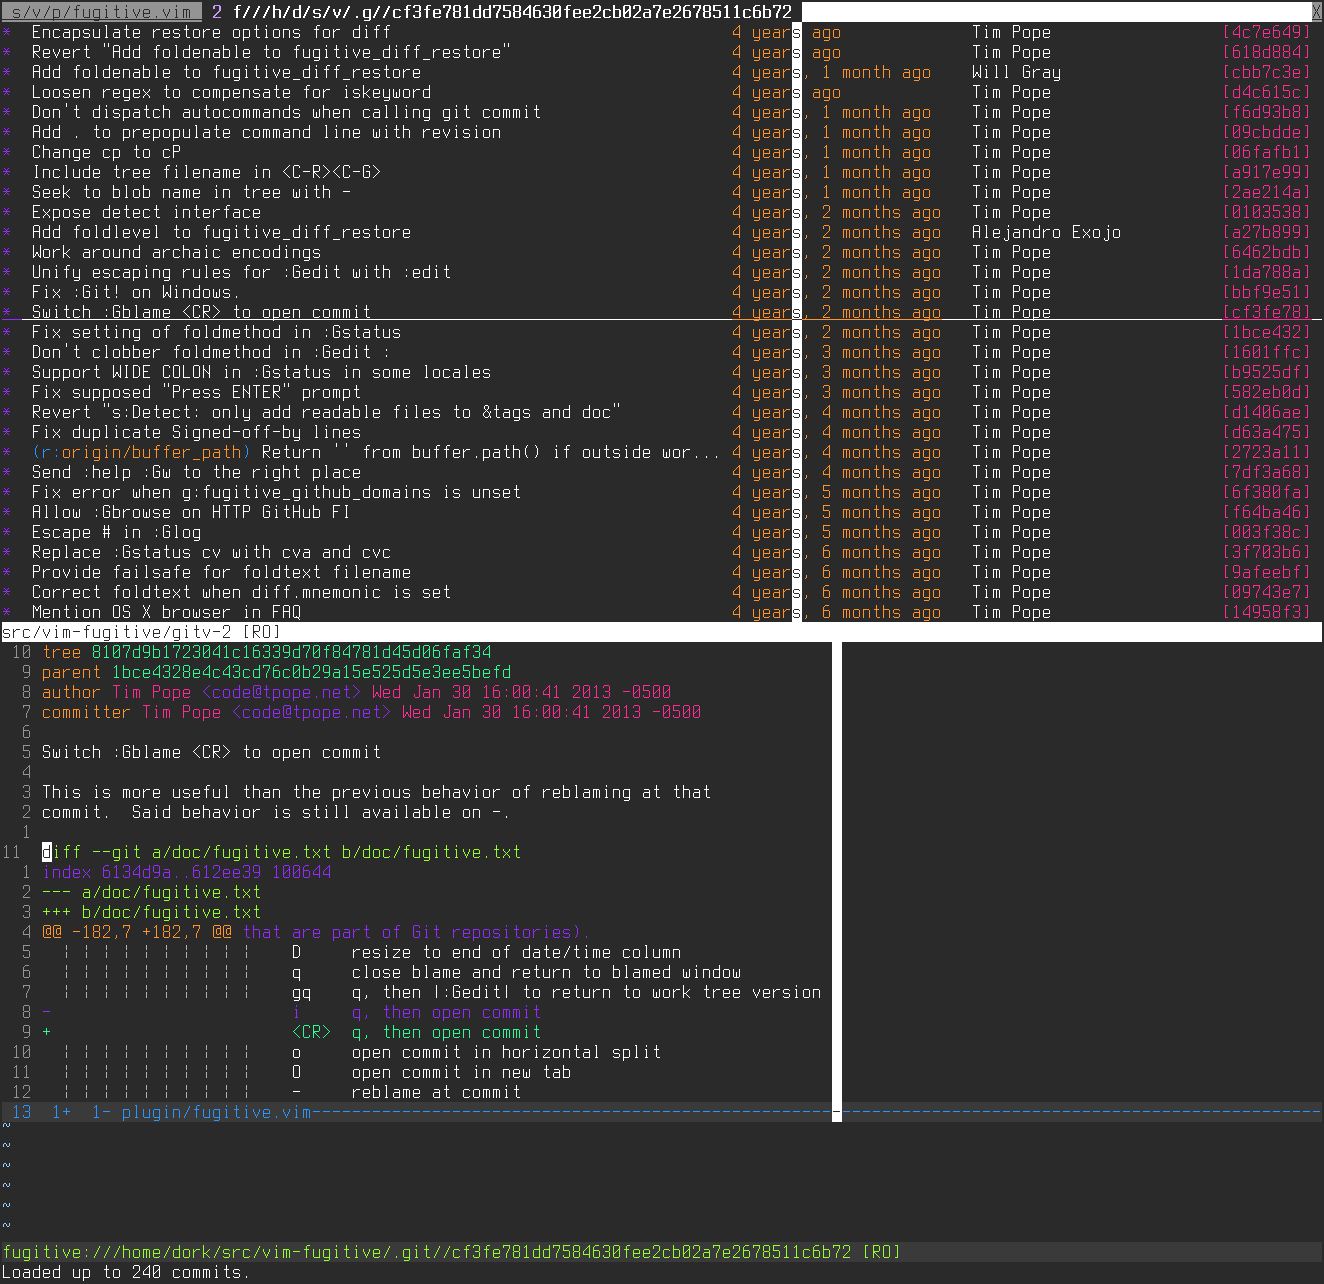 s/v/p/fugitive.vim  2 f///h/d/s/v/.g//cf3fe781dd7584630fee2cb02a7e2678511c6b72 X
* Encapsulate restore options for diff 4 years ago Tim Pope [4c7e649]
* Revert "Add foldenable to fugitive_diff_restore" 4 years ago Tim Pope [618d884]
* Add foldenable to fugitive_diff_restore 4 years, 1 month ago Will Gray [cbb7c3e]
* Loosen regex to compensate for iskeyword 4 years ago Tim Pope [d4c615c]
* Don't dispatch autocommands when calling git commit 4 years, 1 month ago Tim Pope [f6d93b8]
* Add . to prepopulate command line with revision 4 years, 1 month ago Tim Pope [09cbdde]
* Change cp to cP 4 years, 1 month ago Tim Pope [06fafb1]
* Include tree filename in <C-R><C-G> 4 years, 1 month ago Tim Pope [a917e99]
* Seek to blob name in tree with - 4 years, 1 month ago Tim Pope [2ae214a]
* Expose detect interface 4 years, 2 months ago Tim Pope [0103538]
* Add foldlevel to fugitive_diff_restore 4 years, 2 months ago Alejandro Exojo [a27b899]
* Work around archaic encodings 4 years, 2 months ago Tim Pope [6462bdb]
* Unify escaping rules for :Gedit with :edit 4 years, 2 months ago Tim Pope [1da788a]
* Fix :Git! on Windows. 4 years, 2 months ago Tim Pope [bbf9e51]
* Switch :Gblame <CR> to open commit 4 years, 2 months ago Tim Pope [cf3fe78]
* Fix setting of foldmethod in :Gstatus 4 years, 2 months ago Tim Pope [1bce432]
* Don't clobber foldmethod in :Gedit : 4 years, 3 months ago Tim Pope [1601ffc]
* Support WIDE COLON in :Gstatus in some locales 4 years, 3 months ago Tim Pope [b9525df]
* Fix supposed "Press ENTER" prompt 4 years, 3 months ago Tim Pope [582eb0d]
* Revert "s:Detect: only add readable files to &tags and doc" 4 years, 4 months ago Tim Pope [d1406ae]
* Fix duplicate Signed-off-by lines 4 years, 4 months ago Tim Pope [d63a475]
* (r:origin/buffer_path) Return '' from buffer.path() if outside wor... 4 years, 4 months ago Tim Pope [2723a11]
* Send :help :Gw to the right place 4 years, 4 months ago Tim Pope [7df3a68]
* Fix error when g:fugitive_github_domains is unset 4 years, 5 months ago Tim Pope [6f380fa]
* Allow :Gbrowse on HTTP GitHub FI 4 years, 5 months ago Tim Pope [f64ba46]
* Escape # in :Glog 4 years, 5 months ago Tim Pope [003f38c]
* Replace :Gstatus cv with cva and cvc 4 years, 6 months ago Tim Pope [3f703b6]
* Provide failsafe for foldtext filename 4 years, 6 months ago Tim Pope [9afeebf]
* Correct foldtext when diff.mnemonic is set 4 years, 6 months ago Tim Pope [09743e7]
* Mention OS X browser in FAQ 4 years, 6 months ago Tim Pope [14958f3]
src/vim-fugitive/gitv-2 [RO]
10 tree 8107d9b1723041c16339d70f84781d45d06faf34
9 parent 1bce4328e4c43cd76c0b29a15e525d5e3ee5befd
8 author Tim Pope <code@tpope.net> Wed Jan 30 16:00:41 2013 -0500
7 committer Tim Pope <code@tpope.net> Wed Jan 30 16:00:41 2013 -0500
6
5 Switch :Gblame <CR> to open commit
4
3 This is more useful than the previous behavior of reblaming at that
2 commit.  Said behavior is still available on -.
1
11 diff --git a/doc/fugitive.txt b/doc/fugitive.txt
1 index 6134d9a..612ee39 100644
2 --- a/doc/fugitive.txt
3 +++ b/doc/fugitive.txt
4 @@ -182,7 +182,7 @@ that are part of Git repositories).
5 ¦ ¦ ¦ ¦ ¦ ¦ ¦ ¦ ¦ ¦ D resize to end of date/time column
6 ¦ ¦ ¦ ¦ ¦ ¦ ¦ ¦ ¦ ¦ q close blame and return to blamed window
7 ¦ ¦ ¦ ¦ ¦ ¦ ¦ ¦ ¦ ¦ gq q, then |:Gedit| to return to work tree version
8 - i q, then open commit
9 + <CR> q, then open commit
10 ¦ ¦ ¦ ¦ ¦ ¦ ¦ ¦ ¦ ¦ o open commit in horizontal split
11 ¦ ¦ ¦ ¦ ¦ ¦ ¦ ¦ ¦ ¦ O open commit in new tab
12 ¦ ¦ ¦ ¦ ¦ ¦ ¦ ¦ ¦ ¦ - reblame at commit
13 1+ 1- plugin/fugitive.vim-----------------------------------------------------------------------------------------------------
~
~
~
~
~
~
fugitive:///home/dork/src/vim-fugitive/.git//cf3fe781dd7584630fee2cb02a7e2678511c6b72 [RO]
Loaded up to 240 commits.